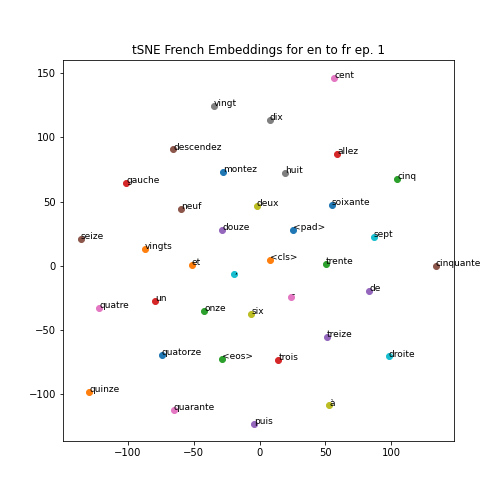 tSNE French Embeddings for en to fr ep. 1
150
cent
vingt
dix
100
descendez
allez
montez
huit
cinq
gauche
50
neuf
deux
soixante
douze
<pad>
sept
seize
vingts
<cls>
0
et
trente
cinquante
,
de
-
quatre
un
onze
six
−50
treize
quatorze
<eos>
trois
droite
quinze
−100
quarante
à
puis
−100 −50 0 50 100